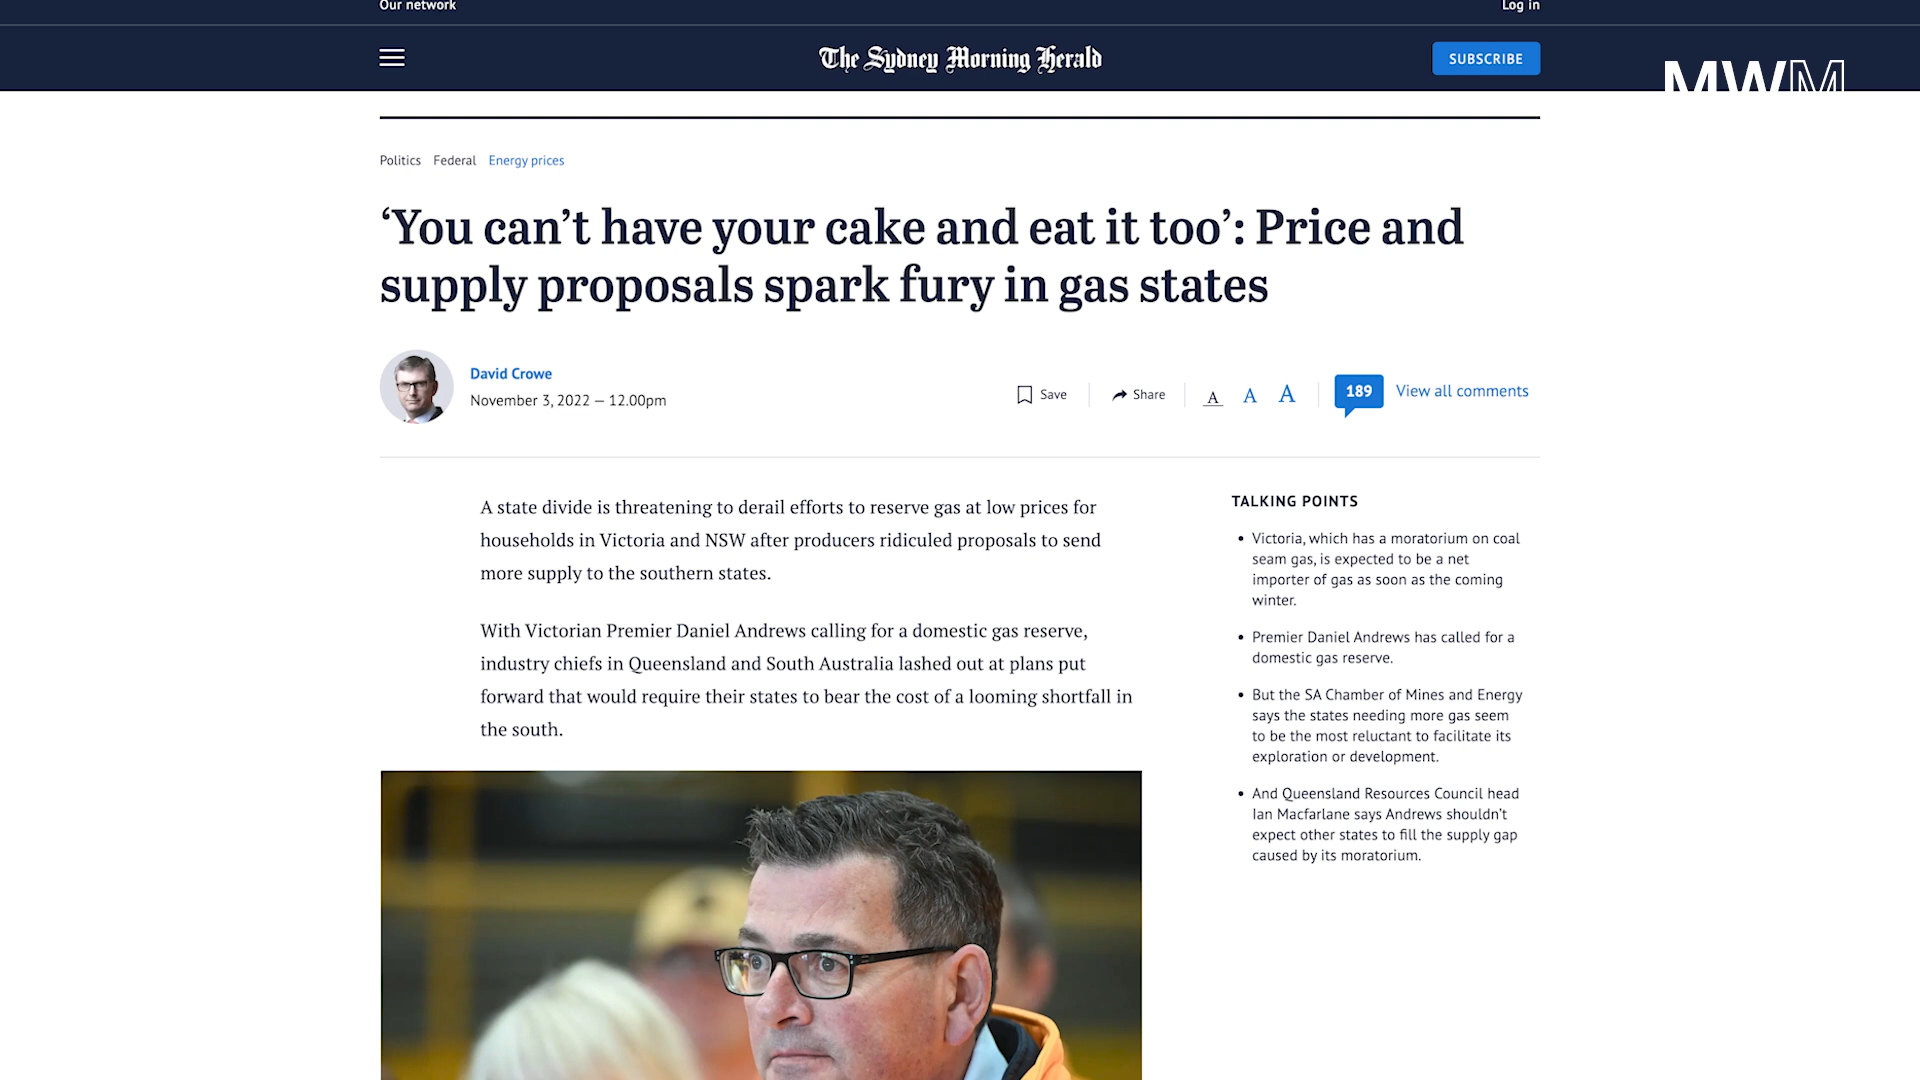 Our network
Log in
The Sydney Morning Herald
SUBSCRIBE
MWM
Politics Federal Energy prices
‘You can’t have your cake and eat it too’: Price and
supply proposals spark fury in gas states
David Crowe
November 3, 2022 — 12.00pm
Save
Share
A A A
189
View all comments
A state divide is threatening to derail efforts to reserve gas at low prices for
households in Victoria and NSW after producers ridiculed proposals to send
more supply to the southern states.
With Victorian Premier Daniel Andrews calling for a domestic gas reserve,
industry chiefs in Queensland and South Australia lashed out at plans put
forward that would require their states to bear the cost of a looming shortfall in
the south.
TALKING POINTS
• Victoria, which has a moratorium on coal
seam gas, is expected to be a net
importer of gas as soon as the coming
winter.
• Premier Daniel Andrews has called for a
domestic gas reserve.
• But the SA Chamber of Mines and Energy
says the states needing more gas seem
to be the most reluctant to facilitate its
exploration or development.
• And Queensland Resources Council head
Ian Macfarlane says Andrews shouldn’t
expect other states to fill the supply gap
caused by its moratorium.